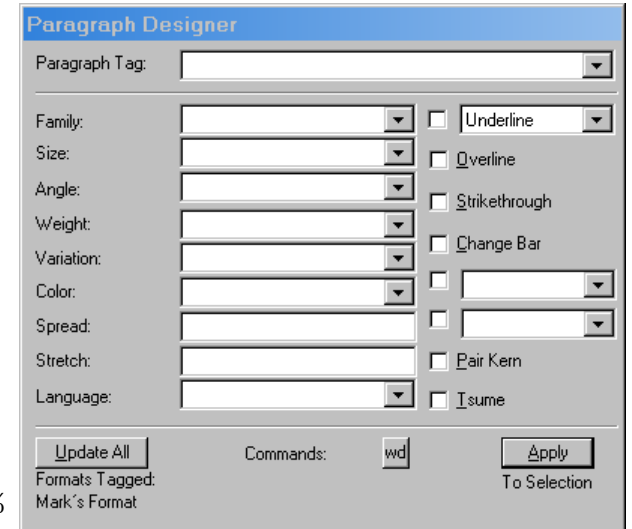 Paragraph Designer
Paragraph Tag:
Family:
Underline
Size:
Overline
Angle:
Strikethrough
Weight:
Change Bar
Variation:
Color:
Spread:
Stretch:
Pair Kern
Language:
Tsume
Update All Commands: wd Apply
Formats Tagged: To Selection
Mark´s Format
%